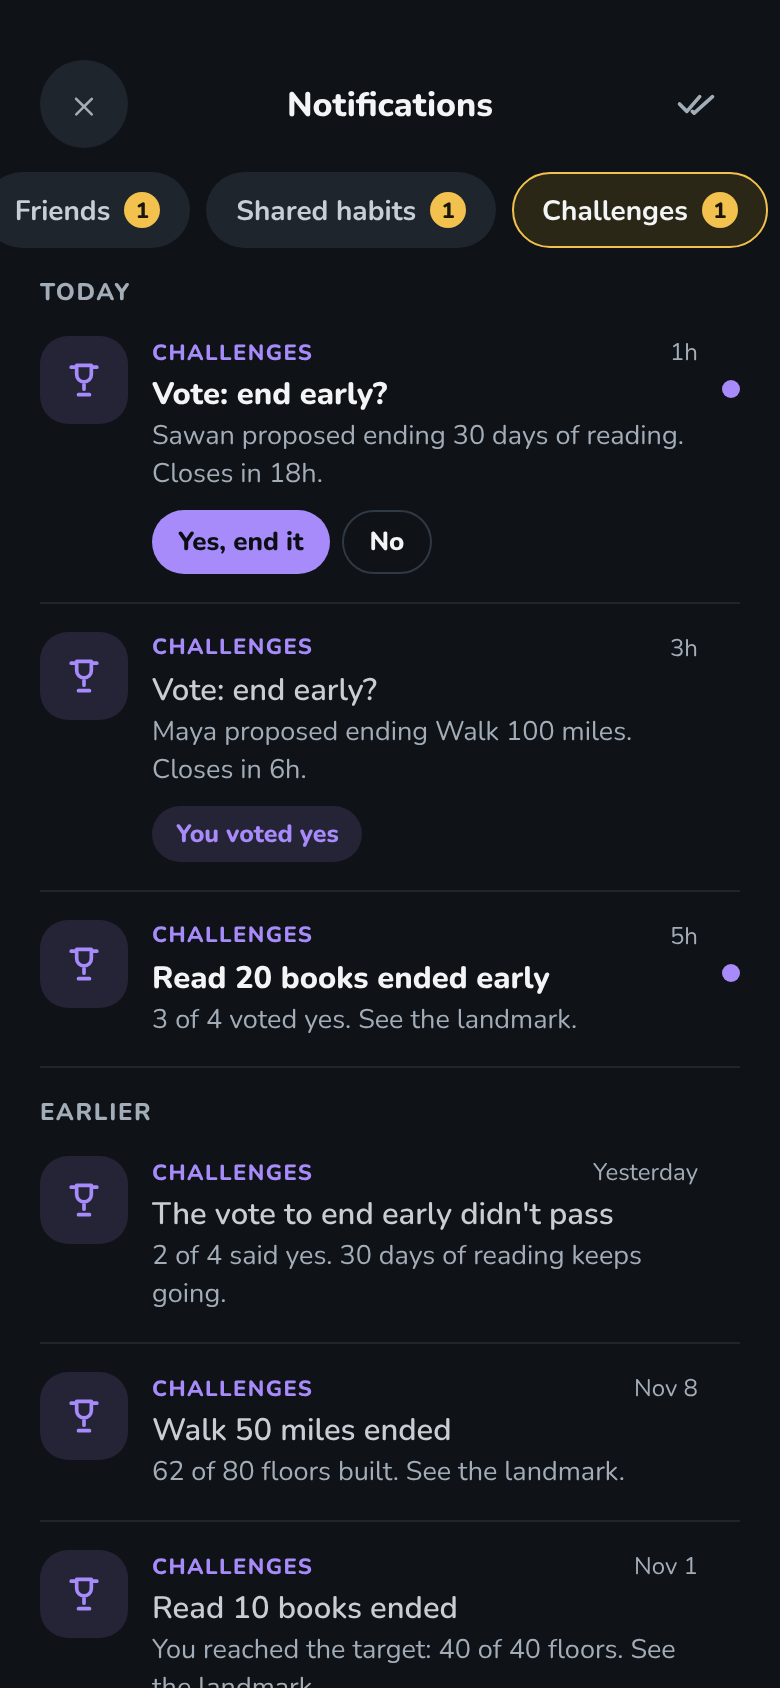 Notifications
Friends 1
Shared habits 1
Challenges 1
TODAY
CHALLENGES
1h
Vote: end early?
Sawan proposed ending 30 days of reading.
Closes in 18h.
Yes, end it
No
CHALLENGES
3h
Vote: end early?
Maya proposed ending Walk 100 miles.
Closes in 6h.
You voted yes
CHALLENGES
5h
Read 20 books ended early
3 of 4 voted yes. See the landmark.
EARLIER
CHALLENGES
Yesterday
The vote to end early didn't pass
2 of 4 said yes. 30 days of reading keeps
going.
CHALLENGES
Nov 8
Walk 50 miles ended
62 of 80 floors built. See the landmark.
CHALLENGES
Nov 1
Read 10 books ended
You reached the target: 40 of 40 floors. See
the landmark.